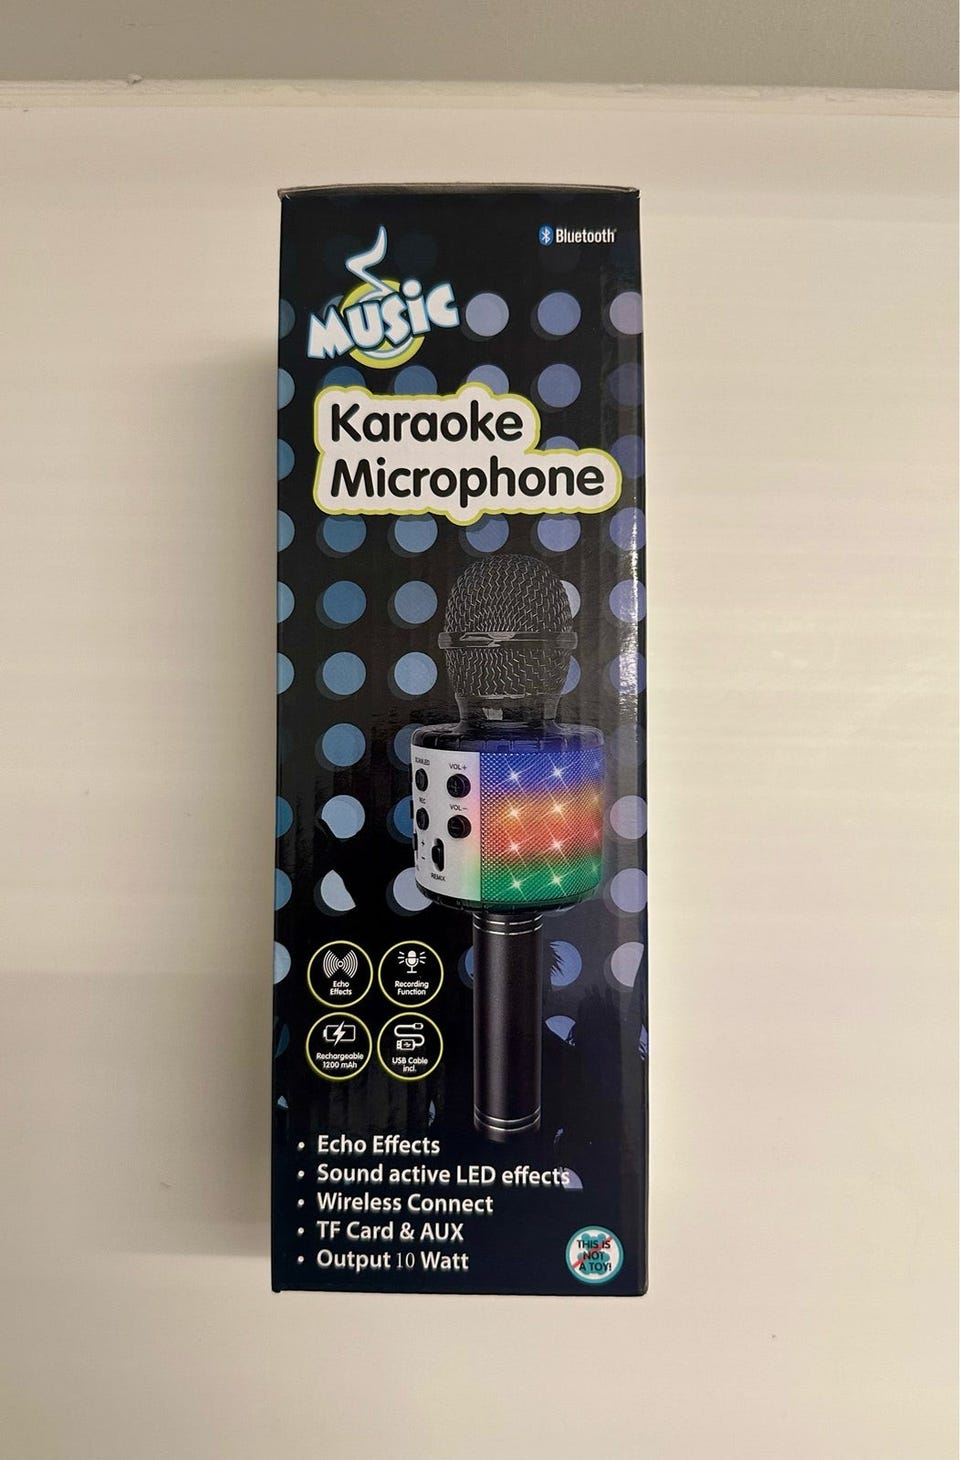 Bluetooth
MUSiC
Karaoke
Microphone
VOL+
REC
VOL-
+
-
REMIX
Echo
Effects
Recording
Function
Rechargeable
1200 mAh
USB Cable
incl.
• Echo Effects
• Sound active LED effects
• Wireless Connect
• TF Card & AUX
• Output 10 Watt
THIS IS
NOT
A TOY!